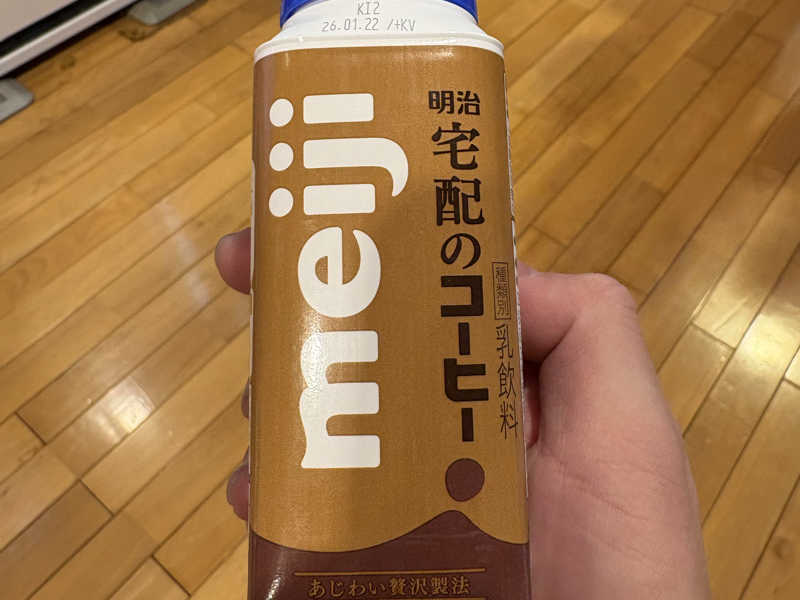 KI2
26.01.22 /+KV
meiji
明治
宅配のコーヒー
種類別
乳飲料
あじわい贅沢製法